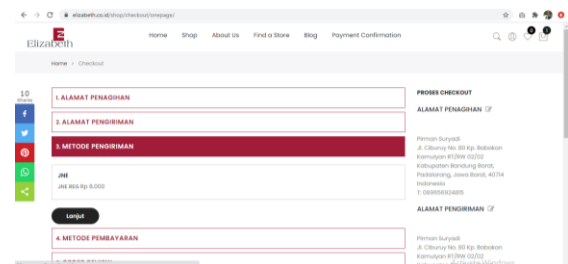 elizabeth.co.id/shop/checkout/onepage/
Elizabeth
Home Shop About Us Find a Store Blog Payment Confirmation
0 0
Home > Checkout
10
Shares
1. ALAMAT PENAGIHAN
2. ALAMAT PENGIRIMAN
3. METODE PENGIRIMAN
JNE
JNE REG Rp 9.000
Lanjut
4. METODE PEMBAYARAN
PROSES CHECKOUT
ALAMAT PENAGIHAN
Pirman Suryadi
Jl. Ciburuy No. 80 Kp. Babakan
Kamulyan RT/RW 02/02
Kabupaten Bandung Barat,
Padalarang, Jawa Barat, 40714
Indonesia
ALAMAT PENGIRIMAN
Pirman Suryadi
Jl. Ciburuy No. 80 Kp. Babakan
Kamulyan RT/RW 02/02